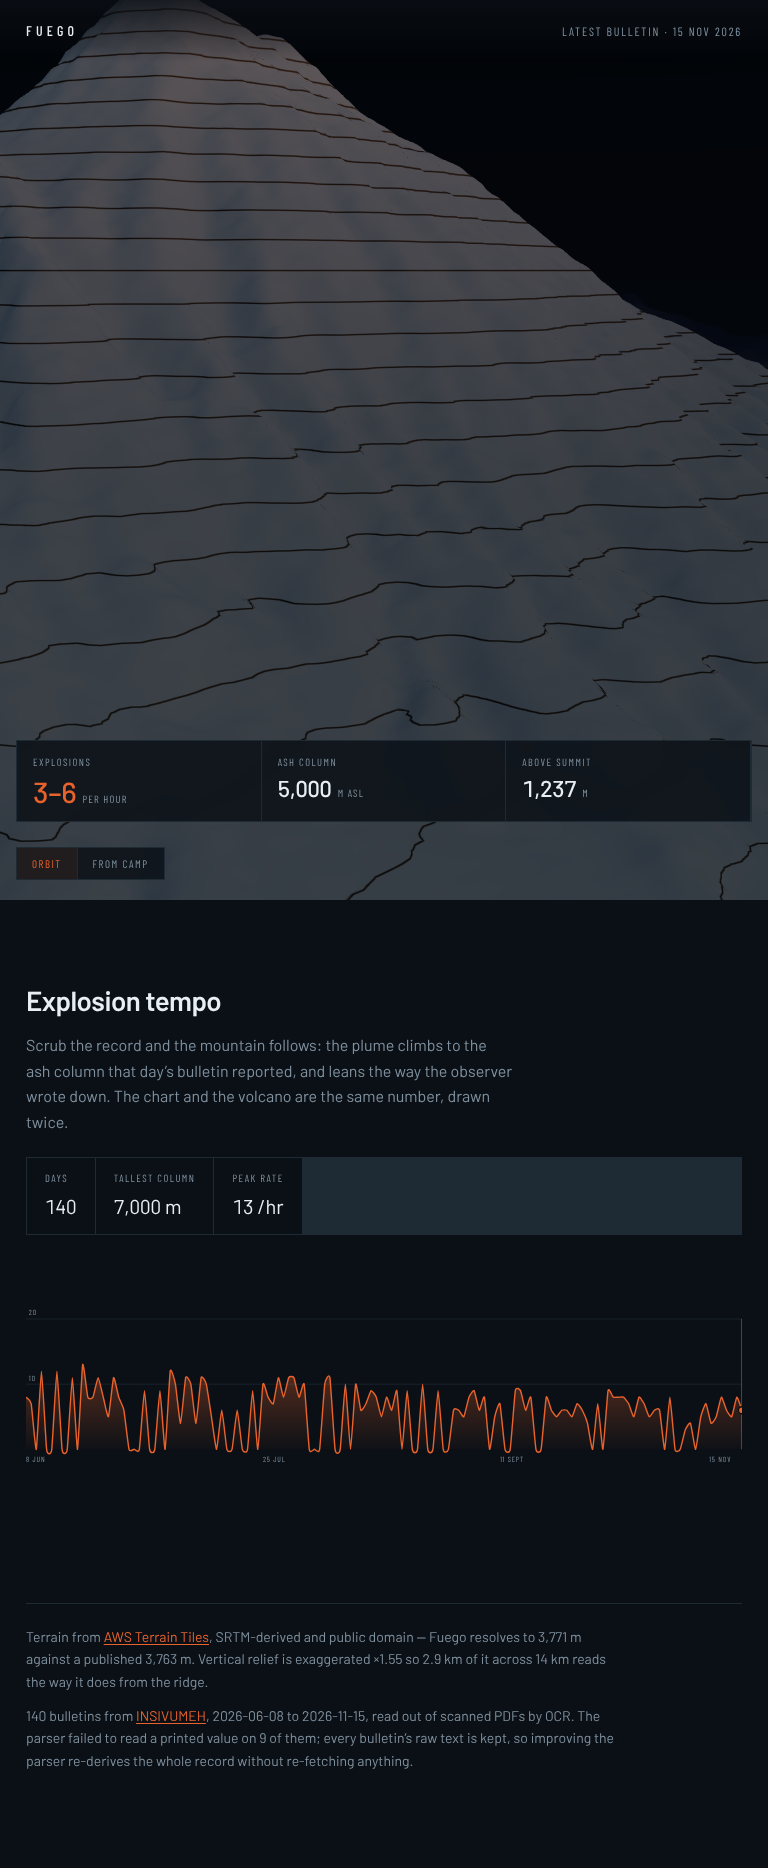 FUEGO
LATEST BULLETIN · 15 NOV 2026
EXPLOSIONS
3–6 PER HOUR
ASH COLUMN
5,000 M ASL
ABOVE SUMMIT
1,237 M
ORBIT
FROM CAMP
Explosion tempo
Scrub the record and the mountain follows: the plume climbs to the
ash column that day’s bulletin reported, and leans the way the observer
wrote down. The chart and the volcano are the same number, drawn
twice.
DAYS
140
TALLEST COLUMN
7,000 m
PEAK RATE
13 /hr
20
10
8 JUN
25 JUL
11 SEPT
15 NOV
Terrain from AWS Terrain Tiles, SRTM-derived and public domain — Fuego resolves to 3,771 m
against a published 3,763 m. Vertical relief is exaggerated ×1.55 so 2.9 km of it across 14 km reads
the way it does from the ridge.
140 bulletins from INSIVUMEH, 2026-06-08 to 2026-11-15, read out of scanned PDFs by OCR. The
parser failed to read a printed value on 9 of them; every bulletin’s raw text is kept, so improving the
parser re-derives the whole record without re-fetching anything.